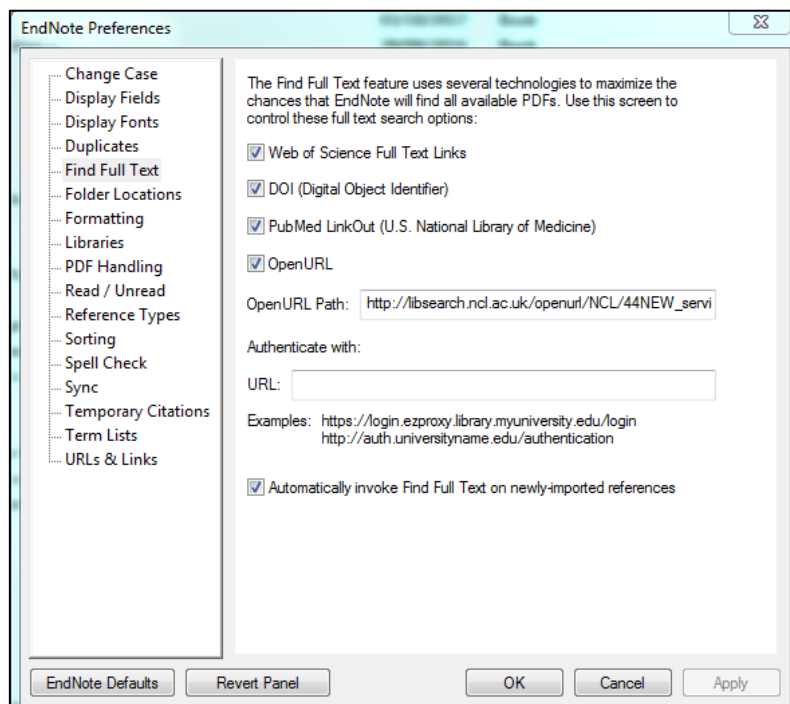 EndNote Preferences
Change Case
Display Fields
Display Fonts
Duplicates
Find Full Text
Folder Locations
Formatting
Libraries
PDF Handling
Read / Unread
Reference Types
Sorting
Spell Check
Sync
Temporary Citations
Term Lists
URLs & Links
The Find Full Text feature uses several technologies to maximize the
chances that EndNote will find all available PDFs. Use this screen to
control these full text search options:
Web of Science Full Text Links
DOI (Digital Object Identifier)
PubMed LinkOut (U.S. National Library of Medicine)
OpenURL
OpenURL Path: http://libsearch.ncl.ac.uk/openurl/NCL/44NEW_servi
Authenticate with:
URL:
Examples: https://login.ezproxy.library.myuniversity.edu/login
http://auth.universityname.edu/authentication
Automatically invoke Find Full Text on newly-imported references
EndNote Defaults Revert Panel OK Cancel Apply